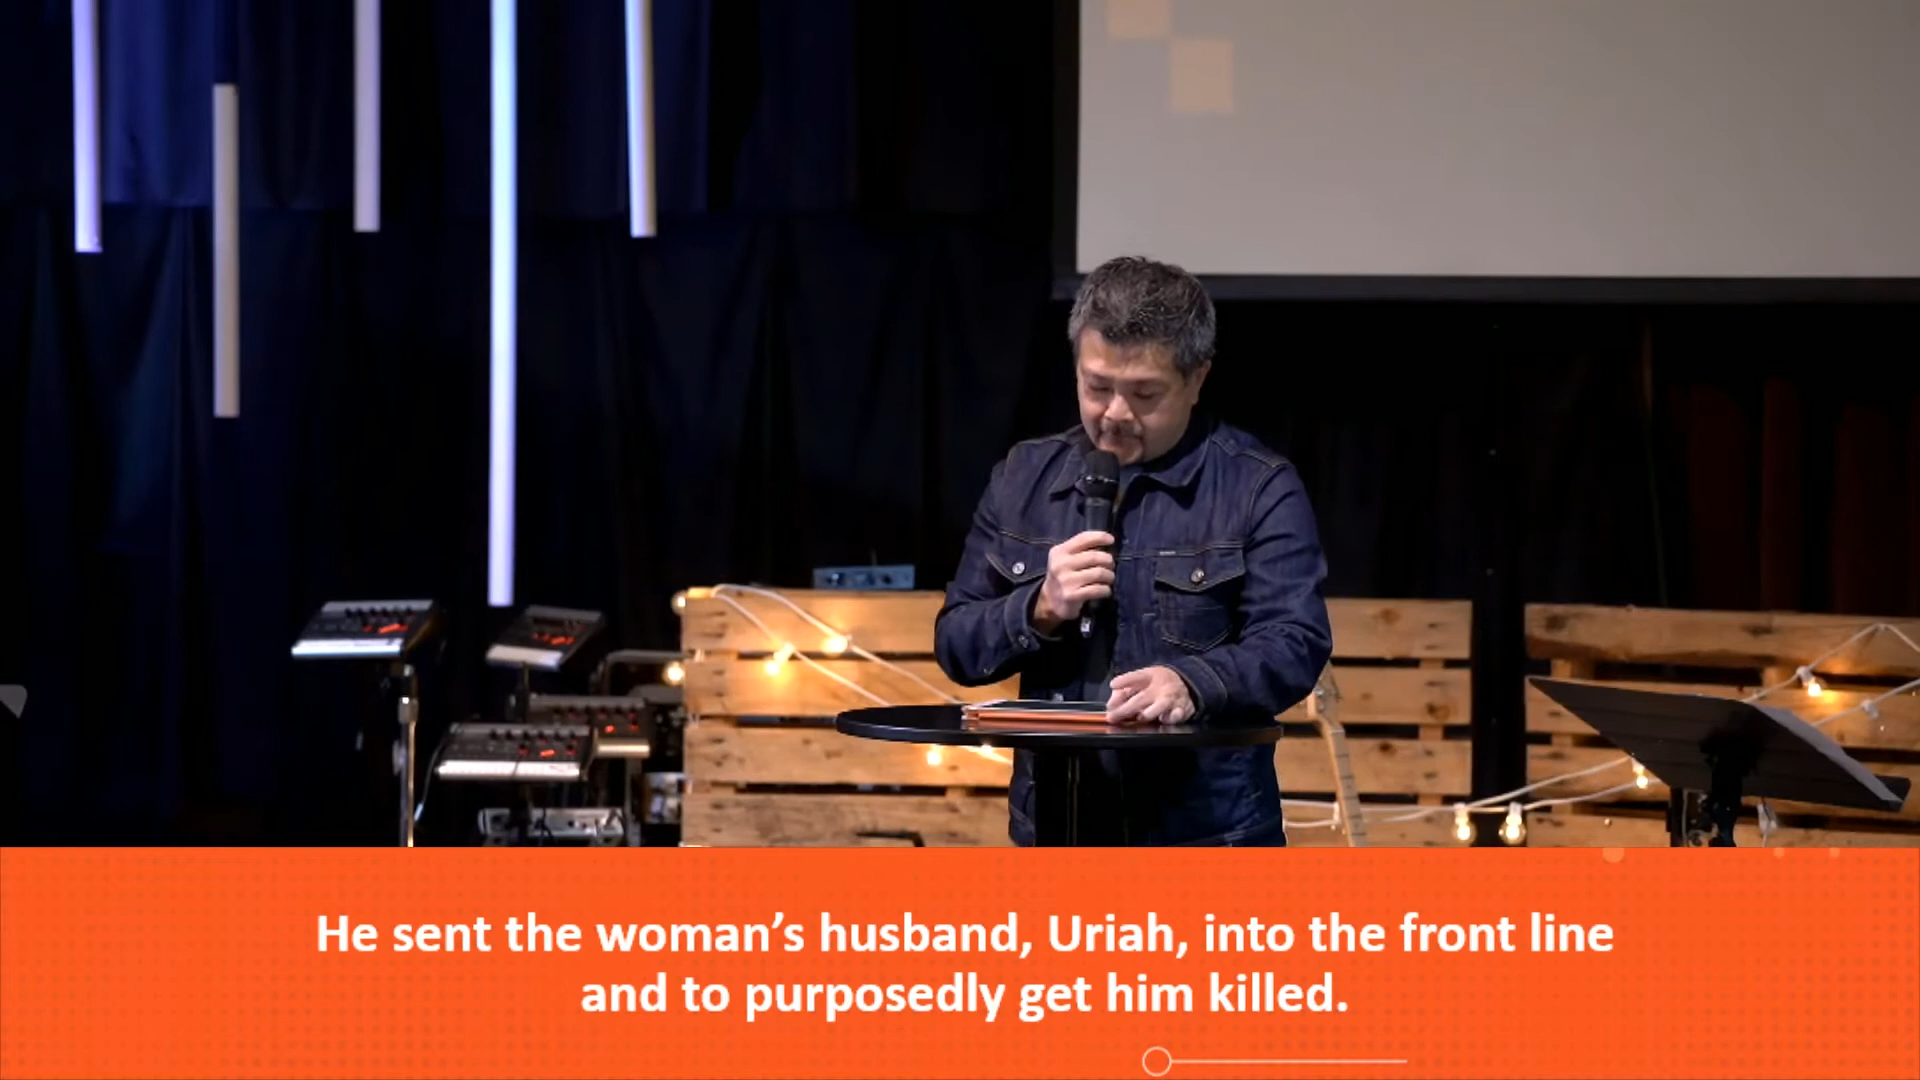 He sent the woman’s husband, Uriah, into the front line
and to purposedly get him killed.